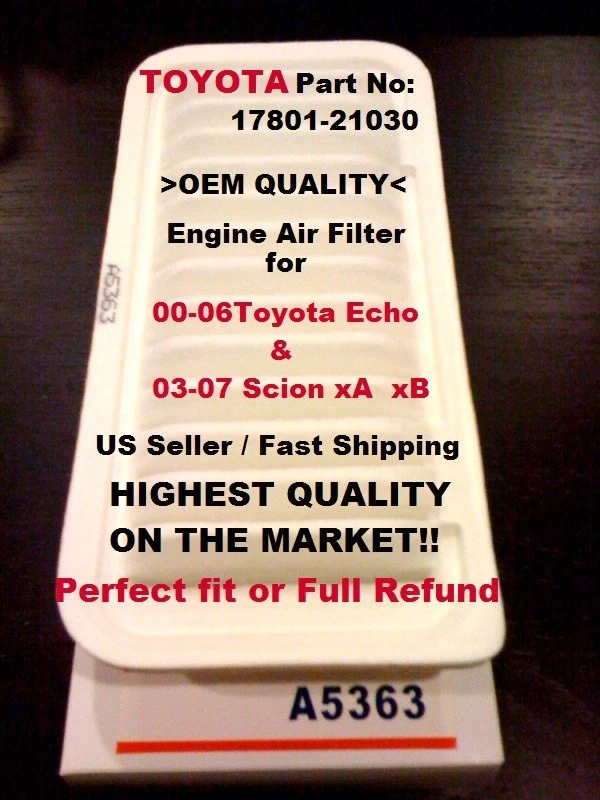 TOYOTA Part No:
17801-21030
>OEM QUALITY<
Engine Air Filter
for
A5363
00-06Toyota Echo
&
03-07 Scion xA  xB
US Seller / Fast Shipping
HIGHEST QUALITY
ON THE MARKET!!
Perfect fit or Full Refund
A5363